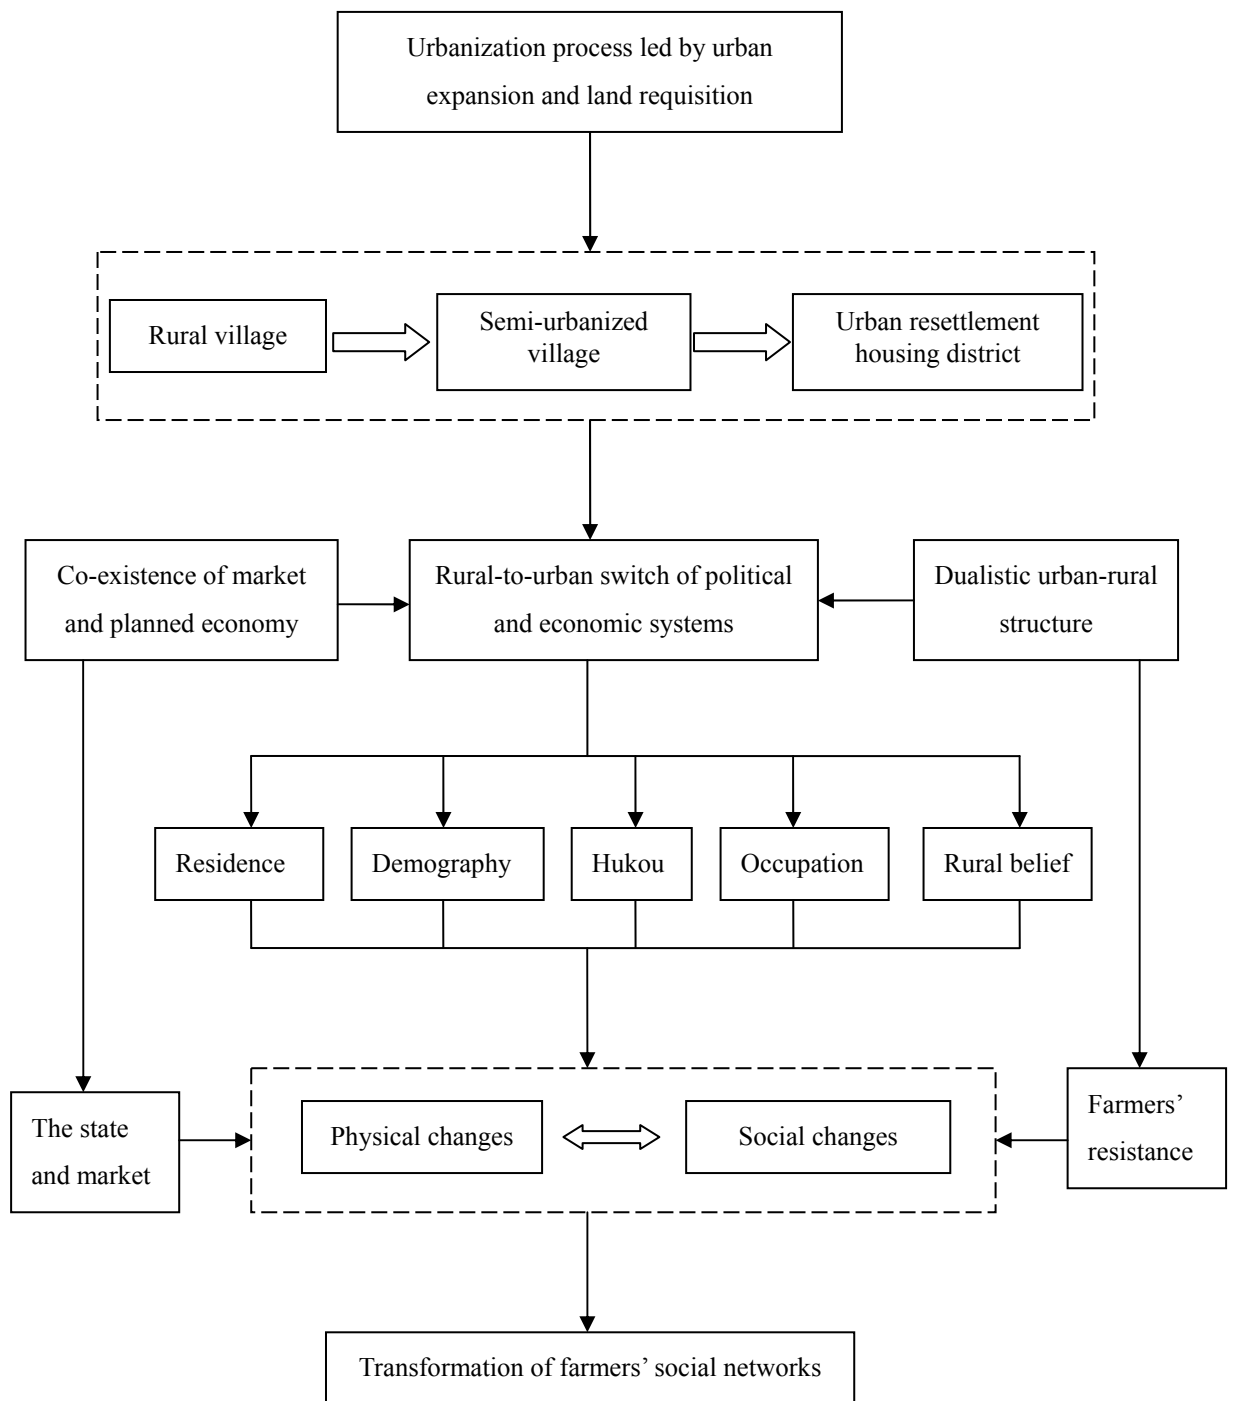 Urbanization process led by urban
expansion and land requisition
Rural village
Semi-urbanized
village
Urban resettlement
housing district
Co-existence of market
and planned economy
Rural-to-urban switch of political
and economic systems
Dualistic urban-rural
structure
Residence
Demography
Hukou
Occupation
Rural belief
The state
and market
Physical changes
Social changes
Farmers’
resistance
Transformation of farmers’ social networks